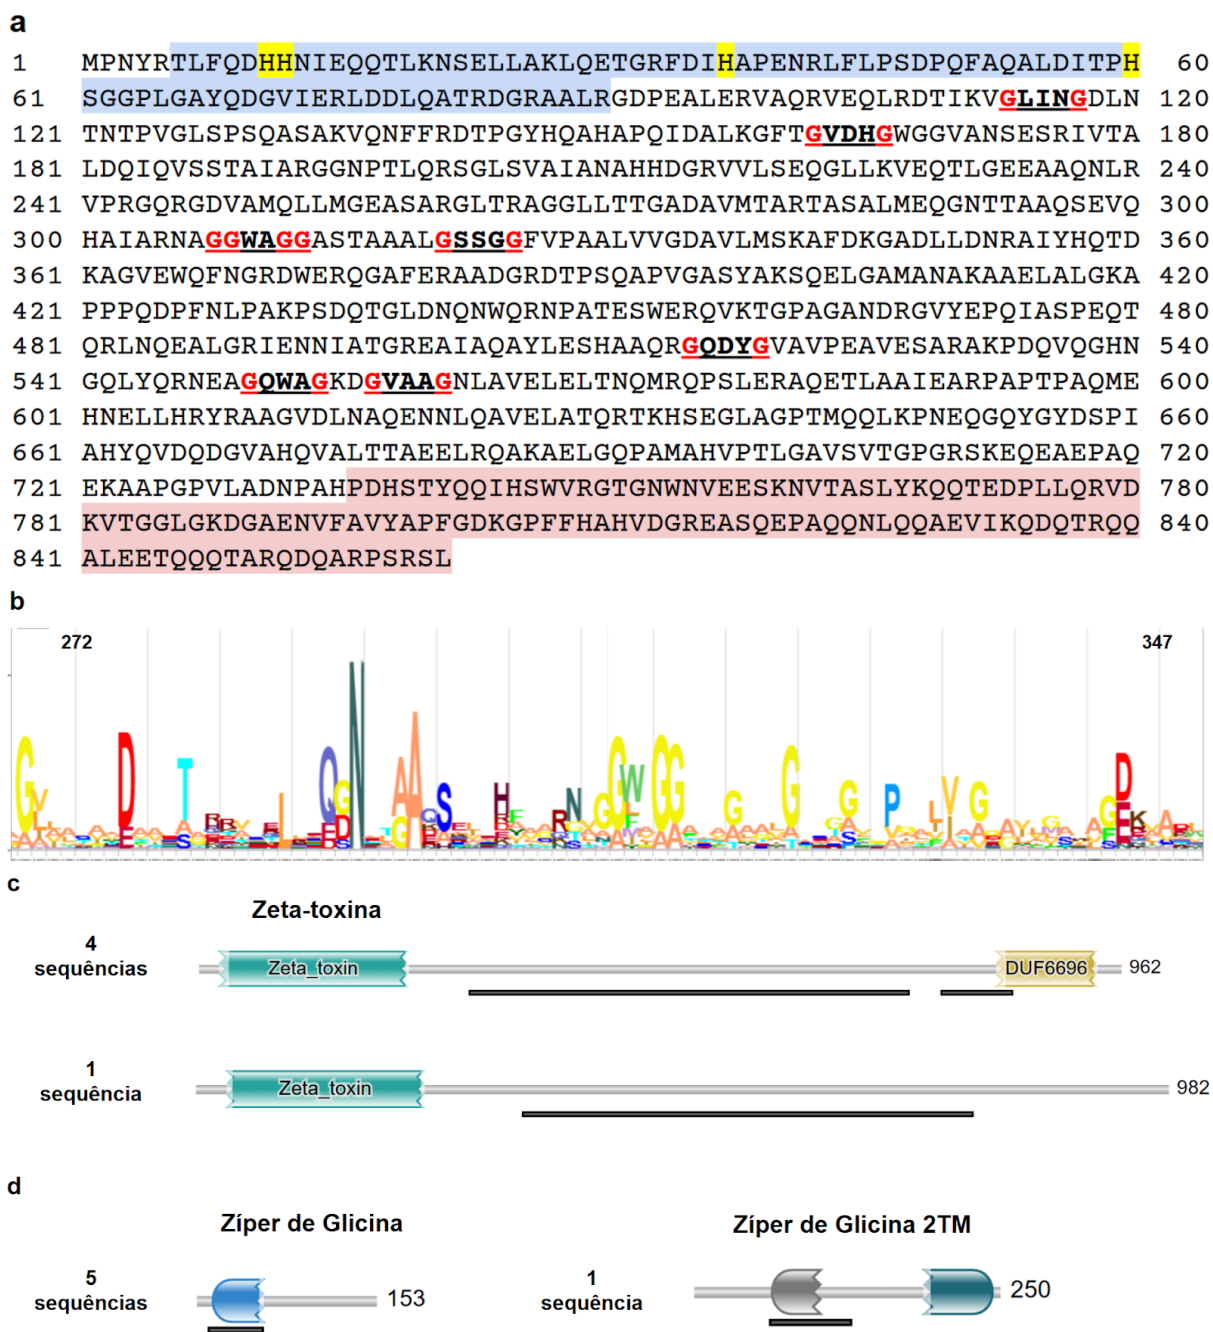 a
1 MPNYRTLFQDHHNIEQQTLKNSELLAKLQETGRFDIHAPENRLFLPSDPQFAQALDITPH 60
61 SGGPLGAYQDGVIERLDDLQATRDGRAALRGDPEALERVAQRVEQLRDTIKVGLINGDLN 120
121 TNTPVGLSPSQASAKVQNFFRDTPGYHQAHAPQIDALKGFTGVDHGWGGVANSESRIVTA 180
181 LDQIQVSSTAIARGGNPTLQRSGLSVAIANAHHDGRVVLSEQGLLKVEQTLGEEAAQNLR 240
241 VPRGQRGDVAMQLLMGEASARGLTRAGGLLTTGADAVMTARTASALMEQGNTTAAQSEVQ 300
300 HAIARNAGGWAGGASTAAALGSSGGFVPAALVVGDAVLMSKAFDKGADLLDNRAIYHQTD 360
361 KAGVEWQFNGRDWERQGAFERAADGRDTPSQAPVGASYAKSQELGAMANAKAAELALGKA 420
421 PPPQDPFNLPAKPSDQTGLDNQNWQRNPATESWERQVKTGPAGANDRGVYEPQIASPEQT 480
481 QRLNQEALGRIENNIATGREAIAQAYLESHAAQRGQDYGVAVPEAVESARAKPDQVQGHN 540
541 GQLYQRNEAGQWAGKDGVAAGNLAVELELTNQMRQPSLERAQETLAAIEARPAPTPAQME 600
601 HNELLHRYRAAGVDLNAQENNLQAVELATQRTKHSEGLAGPTMQQLKPNEQGQYGYDSPI 660
661 AHYQVDQDGVAHQVALTTAEELRQAKAELGQPAMAHVPTLGAVSVTGPGRSKEQEAEPAQ 720
721 EKAAPGPVLADNPAHPDHSTYQQIHSWVRGTGNWNVEESKNVTASLYKQQTEDPLLQRVD 780
781 KVTGGLGKDGAENVFAVYAPFGDKGPFFHAHVDGREASQEPAQQNLQQAEVIKQDQTRQQ 840
841 ALEETQQQTARQDQARPSRSL
b
272 347
c
Zeta-toxina
4
sequências
Zeta_toxin DUF6696 962
1
sequência
Zeta_toxin 982
d
Zíper de Glicina Zíper de Glicina 2TM
5
sequências
153
1
sequência
250